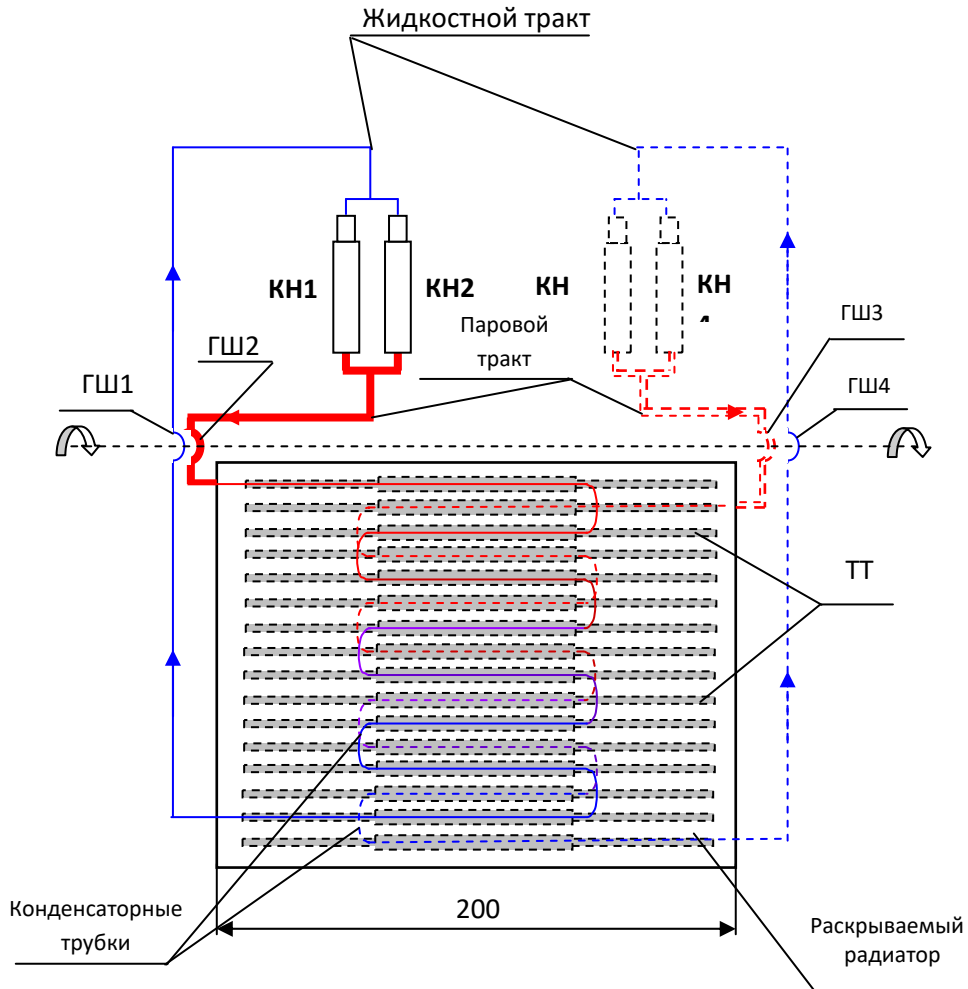 Жидкостной тракт
КН1
КН2
КН
КН
Паровой
тракт
ГШ3
ГШ2
ГШ1
ГШ4
ТТ
200
Конденсаторные
трубки
Раскрываемый
радиатор